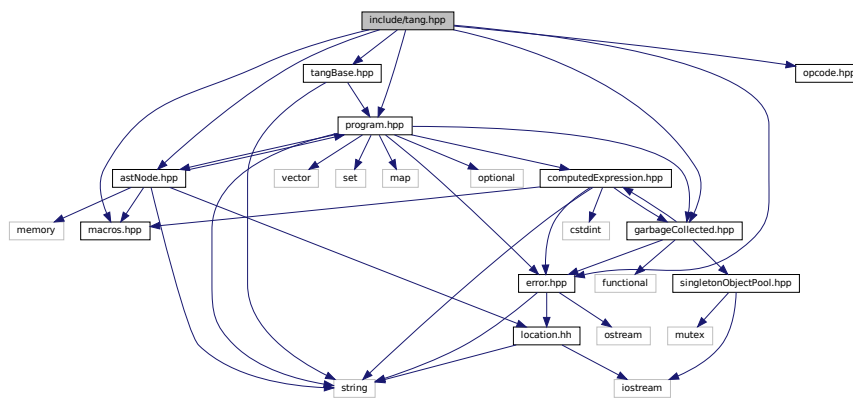 include/tang.hpp
tangBase.hpp
opcode.hpp
program.hpp
astNode.hpp
vector
set
map
optional
computedExpression.hpp
memory
macros.hpp
cstdint
garbageCollected.hpp
error.hpp
functional
singletonObjectPool.hpp
location.hh
ostream
mutex
string
iostream